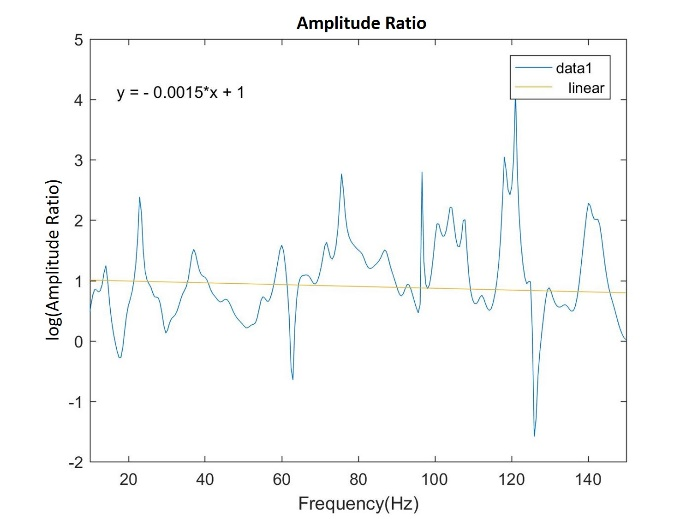 Amplitude Ratio
5
4
3
2
1
0
-1
-2
log(Amplitude Ratio)
y = - 0.0015*x + 1
data1
linear
20 40 60 80 100 120 140
Frequency(Hz)